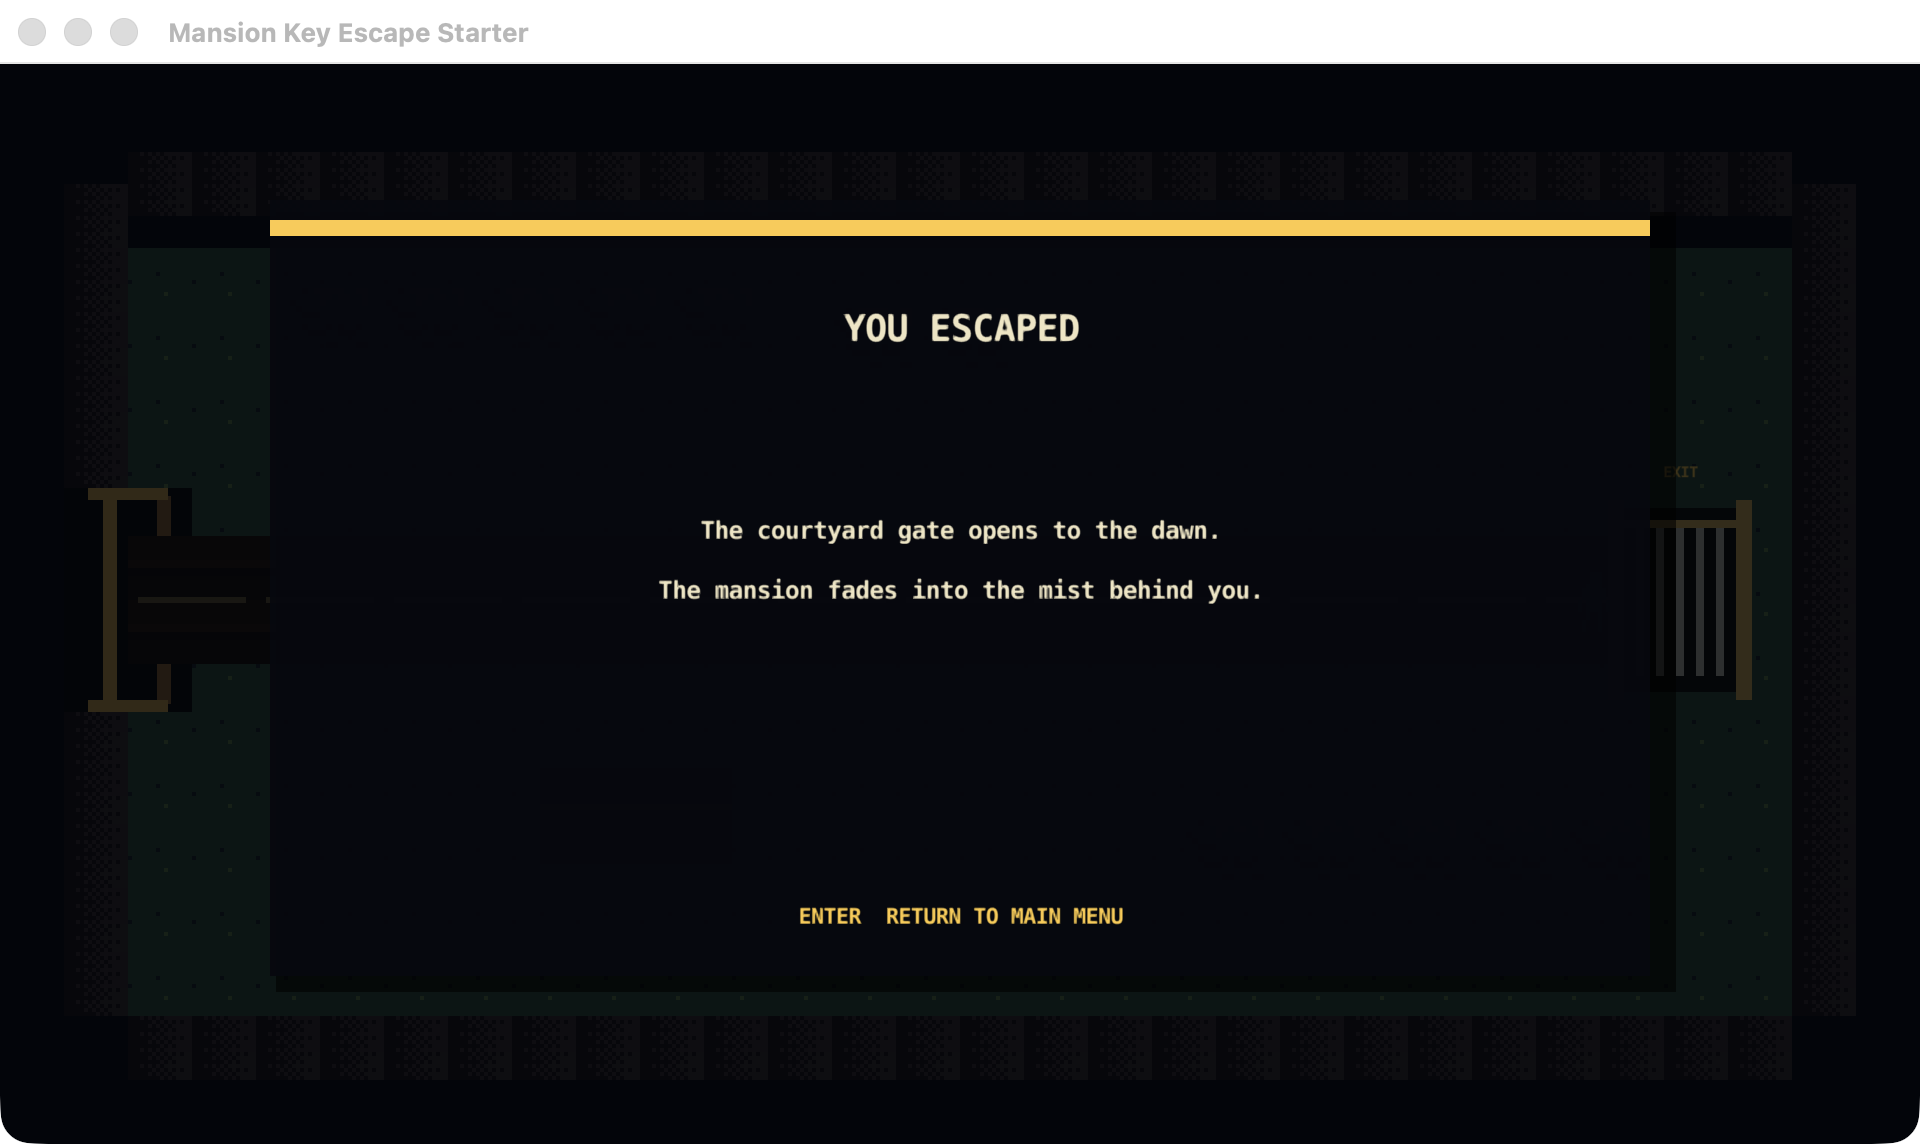 Mansion Key Escape Starter
YOU ESCAPED
EXIT
The courtyard gate opens to the dawn.
The mansion fades into the mist behind you.
ENTER  RETURN TO MAIN MENU